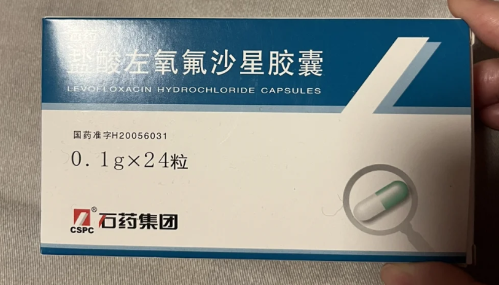 盐酸左氧氟沙星胶囊
LEVOFLOXACIN HYDROCHLORIDE CAPSULES
国药准字H20056031
0.1g×24粒
CSPC® 石药集团